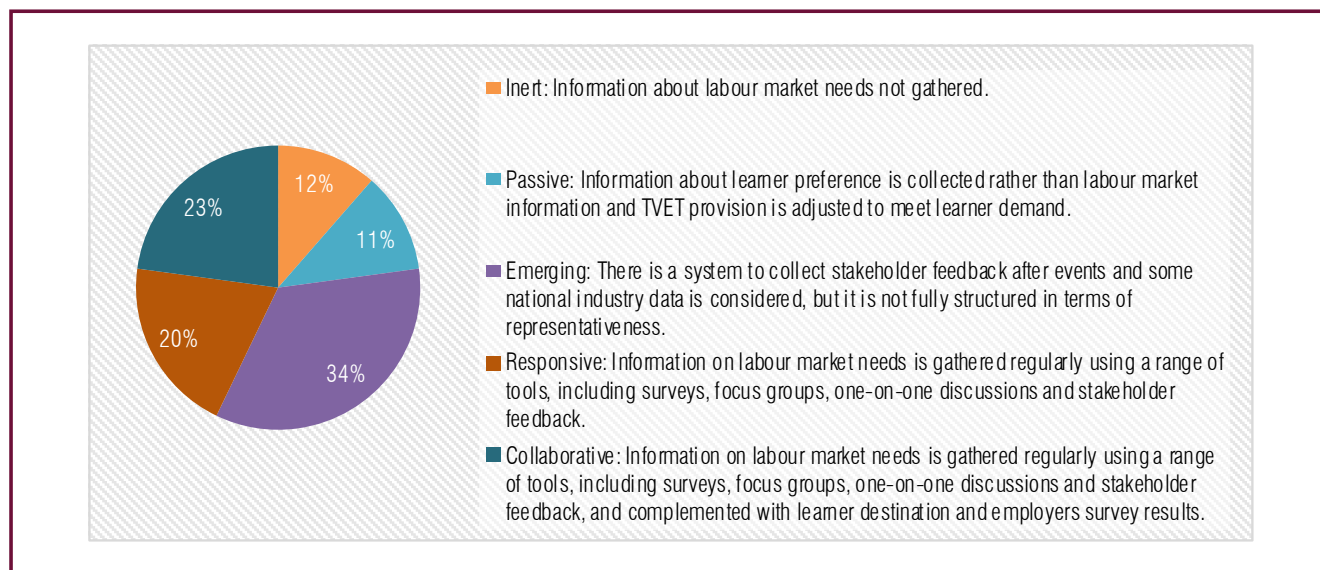 12%
11%
34%
20%
23%
Inert: Information about labour market needs not gathered.
Passive: Information about learner preference is collected rather than labour market
information and TVET provision is adjusted to meet learner demand.
Emerging: There is a system to collect stakeholder feedback after events and some
national industry data is considered, but it is not fully structured in terms of
representativeness.
Responsive: Information on labour market needs is gathered regularly using a range of
tools, including surveys, focus groups, one-on-one discussions and stakeholder
feedback.
Collaborative: Information on labour market needs is gathered regularly using a range
of tools, including surveys, focus groups, one-on-one discussions and stakeholder
feedback, and complemented with learner destination and employers survey results.